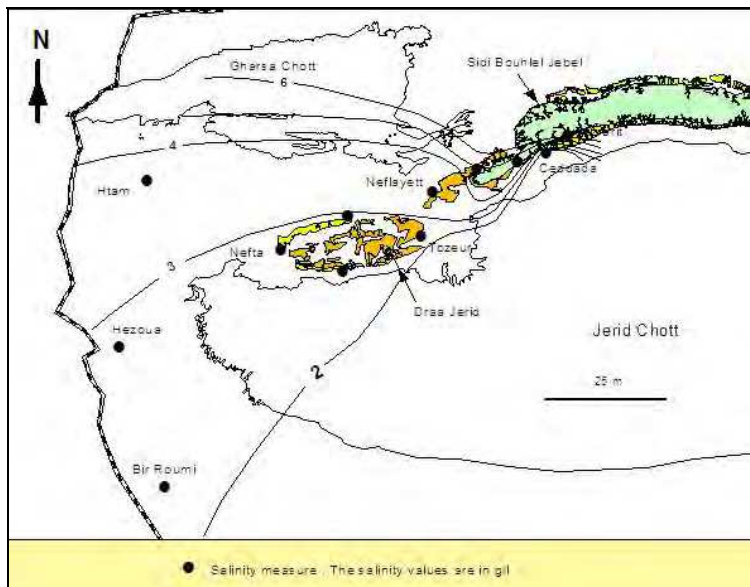 N
Gharsa Chott
6
Sidi Bouhlel Jebel
4
Ceddada
Htam
Neflayett
3
Nefta
Tozeur
Draa Jerid
Hezoua
Jerid Chott
2
25 m
Bir Roumi
Salinity measure . The salinity values are in g/l